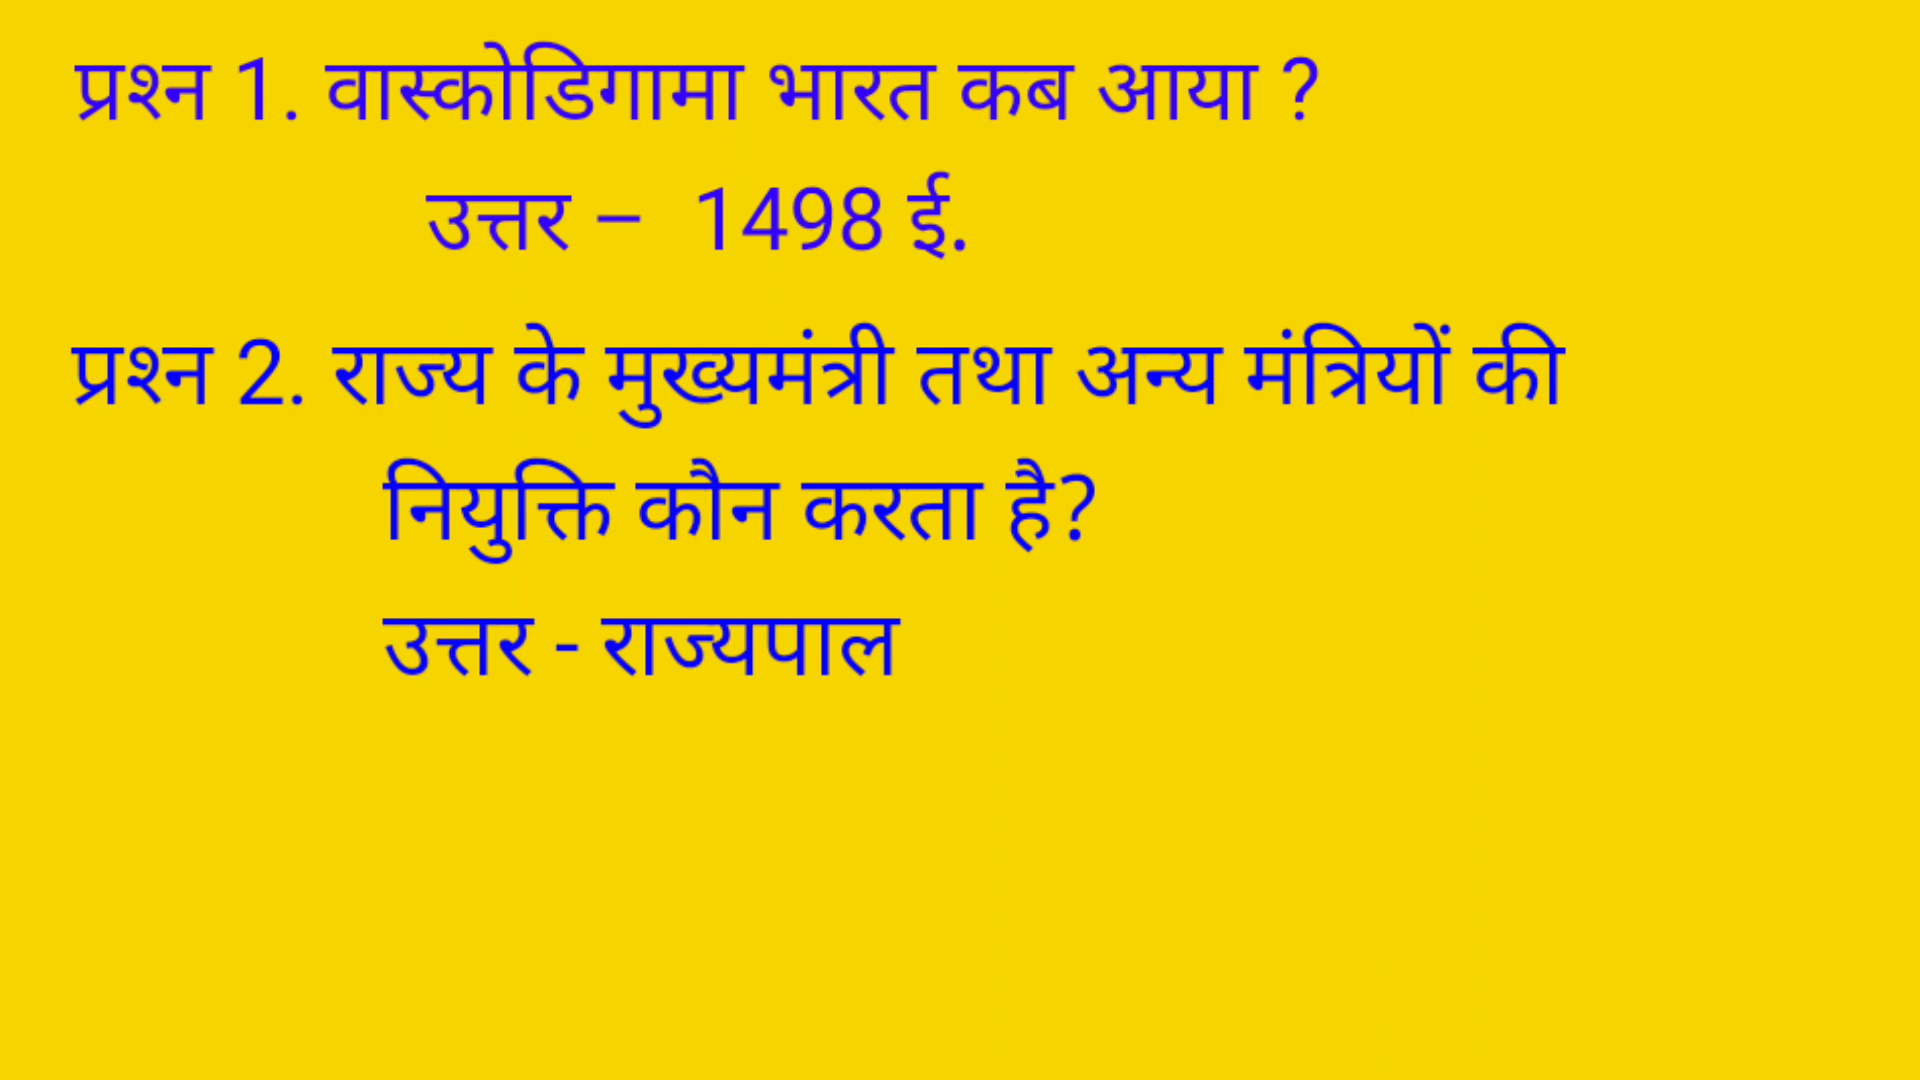 प्रश्न 1. वास्कोडिगामा भारत कब आया ?
उत्तर – 1498 ई.
प्रश्न 2. राज्य के मुख्यमंत्री तथा अन्य मंत्रियों की
नियुक्ति कौन करता है?
उत्तर - राज्यपाल